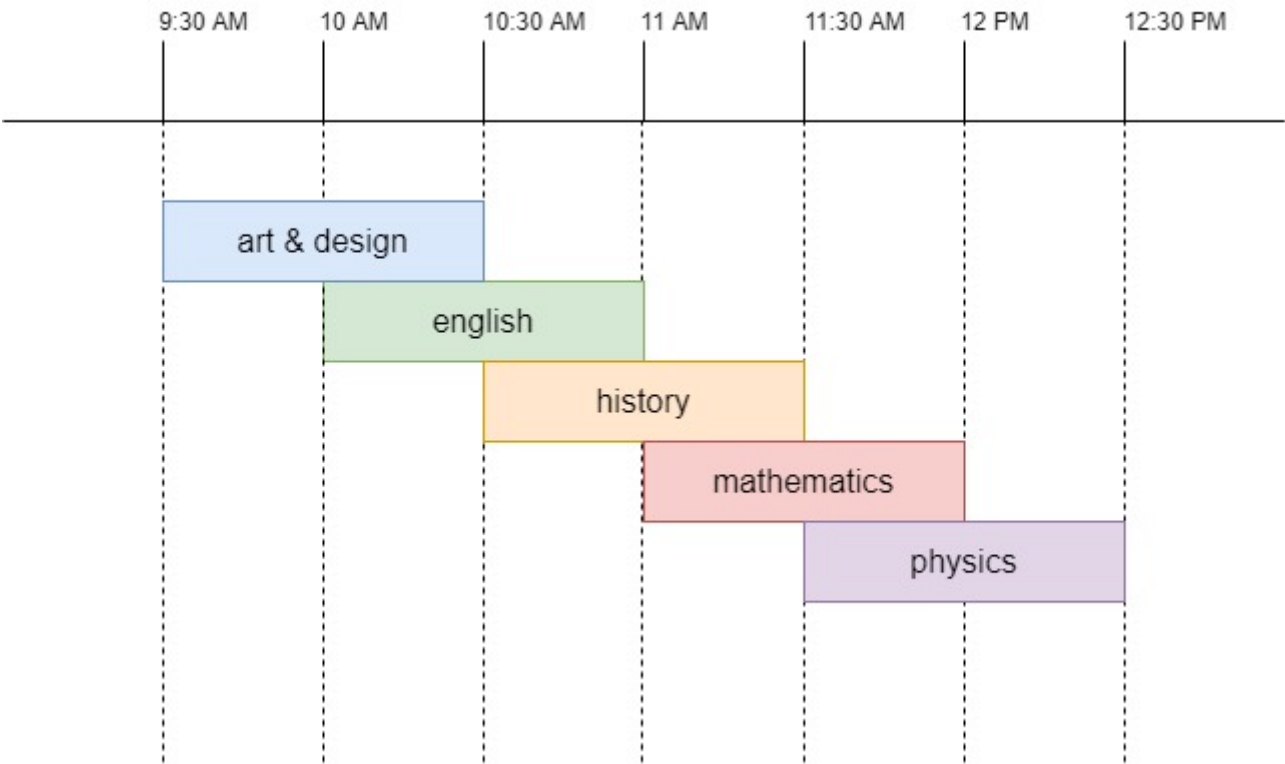 9:30 AM 10 AM 10:30 AM 11 AM 11:30 AM 12 PM 12:30 PM
art & design
english
history
mathematics
physics